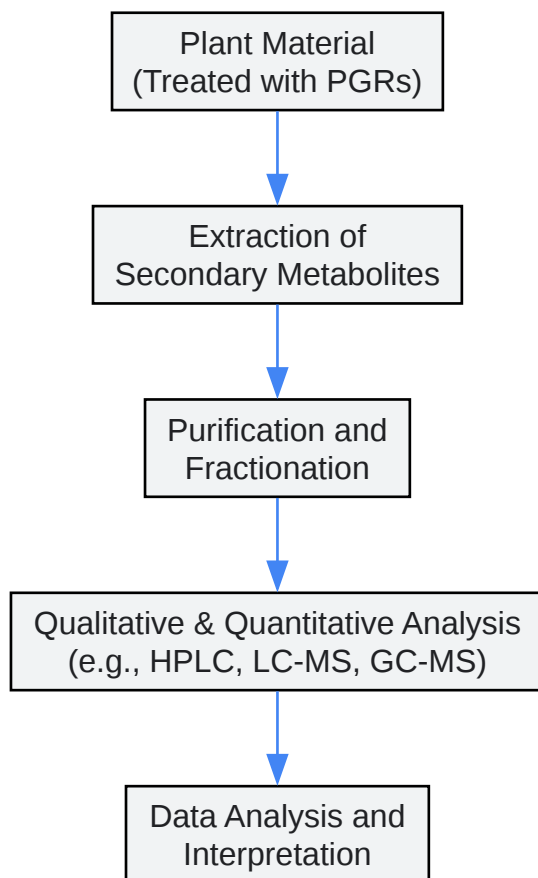 Plant Material
(Treated with PGRs)
Extraction of
Secondary Metabolites
Purification and
Fractionation
Qualitative & Quantitative Analysis
(e.g., HPLC, LC-MS, GC-MS)
Data Analysis and
Interpretation